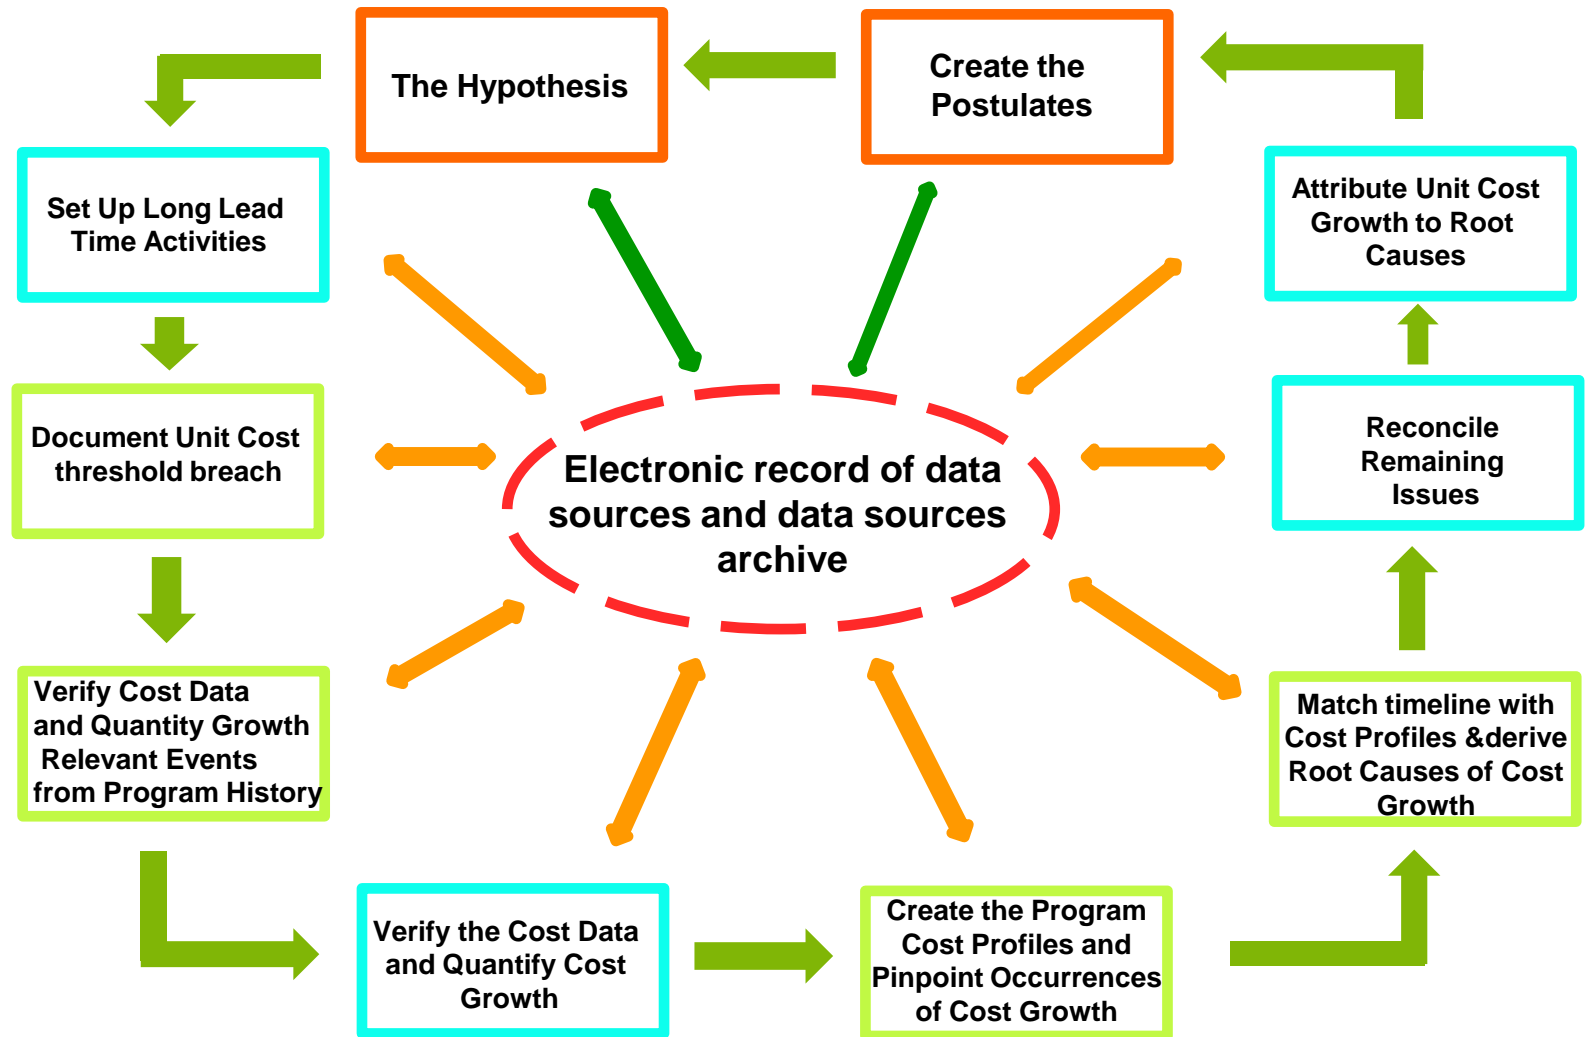 The Hypothesis
Create the
Postulates
Set Up Long Lead
Time Activities
Attribute Unit Cost
Growth to Root
Causes
Document Unit Cost
threshold breach
Electronic record of data
sources and data sources
archive
Reconcile
Remaining
Issues
Verify Cost Data
and Quantity Growth
Relevant Events
from Program History
Match timeline with
Cost Profiles &derive
Root Causes of Cost
Growth
Verify the Cost Data
and Quantify Cost
Growth
Create the Program
Cost Profiles and
Pinpoint Occurrences
of Cost Growth